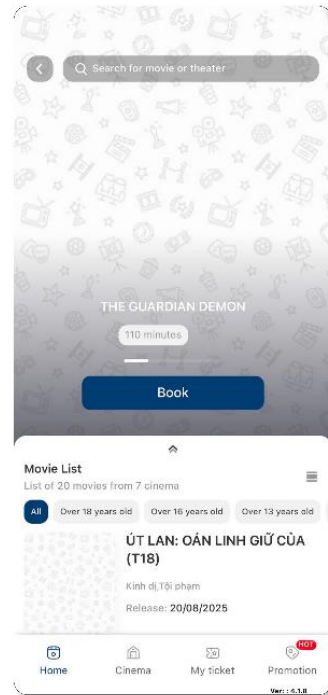 Search for movie or theater
THE GUARDIAN DEMON
110 minutes
Book
Movie List
List of 20 movies from 7 cinema
All
Over 18 years old
Over 16 years old
Over 13 years old
ÚT LAN: OÁN LINH GIỮ CỦA
(T18)
Kinh dị,Tội phạm
Release: 20/08/2025
HOT
Home
Cinema
My ticket
Promotion
Ver: : 4.1.8